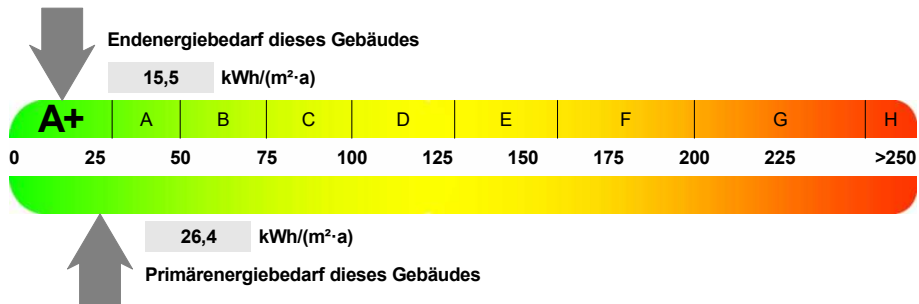 Endenergiebedarf dieses Gebäudes
15,5 kWh/(m²·a)
A+ A B C D E F G H
0 25 50 75 100 125 150 175 200 225 >250
26,4 kWh/(m²·a)
Primärenergiebedarf dieses Gebäudes